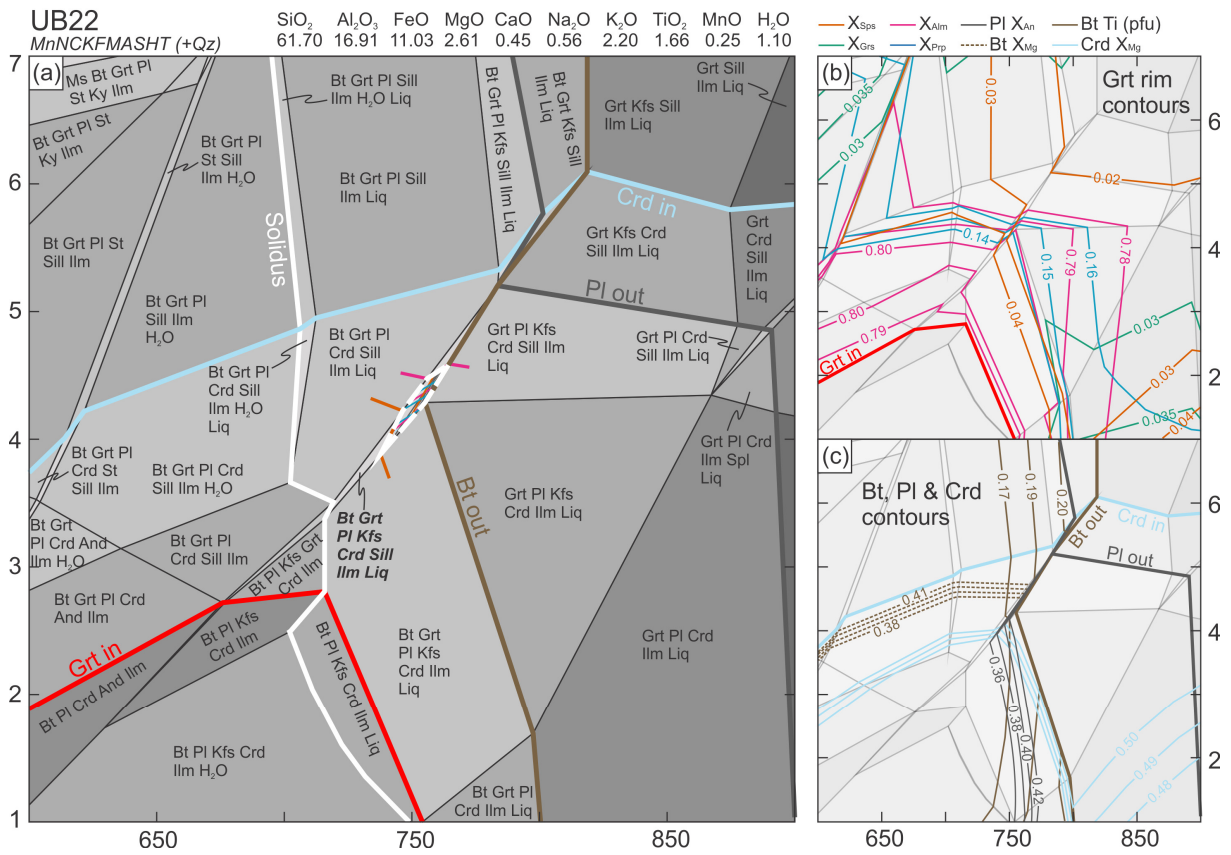 UB22
MnNCKFMASHT (+Qz)
SiO₂ Al₂O₃ FeO MgO CaO Na₂O K₂O TiO₂ MnO H₂O
61.70 16.91 11.03 2.61 0.45 0.56 2.20 1.66 0.25 1.10
X Sps X Alm Pl X An Bt Ti (pfu)
X Grs X Prp Bt X Mg Crd X Mg
(a)
7
6
5
4
3
2
1
650 750 850
Ms Bt Grt Pl
St Ky Ilm
Bt Grt Pl St
Ky Ilm
Bt Grt Pl
St Sill
Ilm H₂O
Bt Grt Pl Sill
Ilm H₂O Liq
Bt Grt Pl Sill
Ilm Liq
Bt Grt Pl Kfs Sill Ilm Liq
Bt Grt Kfs Sill
Ilm Liq
Grt Kfs Sill
Ilm Liq
Grt Sill
Ilm Liq
Solidus
Crd in
Bt Grt Pl St
Sill Ilm
Bt Grt Pl
Sill Ilm
H₂O
Grt Kfs Crd
Sill Ilm Liq
Grt
Crd
Sill
Ilm
Liq
Pl out
Bt Grt Pl
Crd Sill
Ilm H₂O
Liq
Bt Grt Pl
Crd Sill
Ilm Liq
Grt Pl Kfs
Crd Sill Ilm
Liq
Grt Pl Crd
Sill Ilm Liq
Bt Grt Pl
Crd St
Sill Ilm
Bt Grt Pl Crd
Sill Ilm H₂O
Grt Pl Crd
Ilm Spl
Liq
Bt Grt
Pl Crd And
Ilm H₂O
Bt Grt Pl
Crd Sill Ilm
Bt Grt
Pl Kfs
Crd Sill
Ilm Liq
Bt out
Grt Pl Kfs
Crd Ilm Liq
Bt Pl Kfs Grt
Crd Ilm
Bt Grt Pl Crd
And Ilm
Grt in
Bt Pl Kfs
Crd Ilm
Bt Pl Crd And Ilm
Bt Pl Kfs Crd Ilm Liq
Bt Grt
Pl Kfs
Crd Ilm
Liq
Grt Pl Crd
Ilm Liq
Bt Pl Kfs Crd
Ilm H₂O
Bt Grt Pl
Crd Ilm Liq
(b)
Grt rim
contours
0.035
0.03
0.03
0.02
0.14
0.80
0.15
0.79
0.16
0.78
0.80
0.79
0.04
0.03
0.03
0.035
0.04
Grt in
6
4
2
(c)
Bt, Pl & Crd
contours
0.17
0.19
0.20
Crd in
Bt out
Pl out
0.41
0.38
0.36
0.38
0.40
0.42
0.50
0.49
0.48
6
4
2
650 750 850